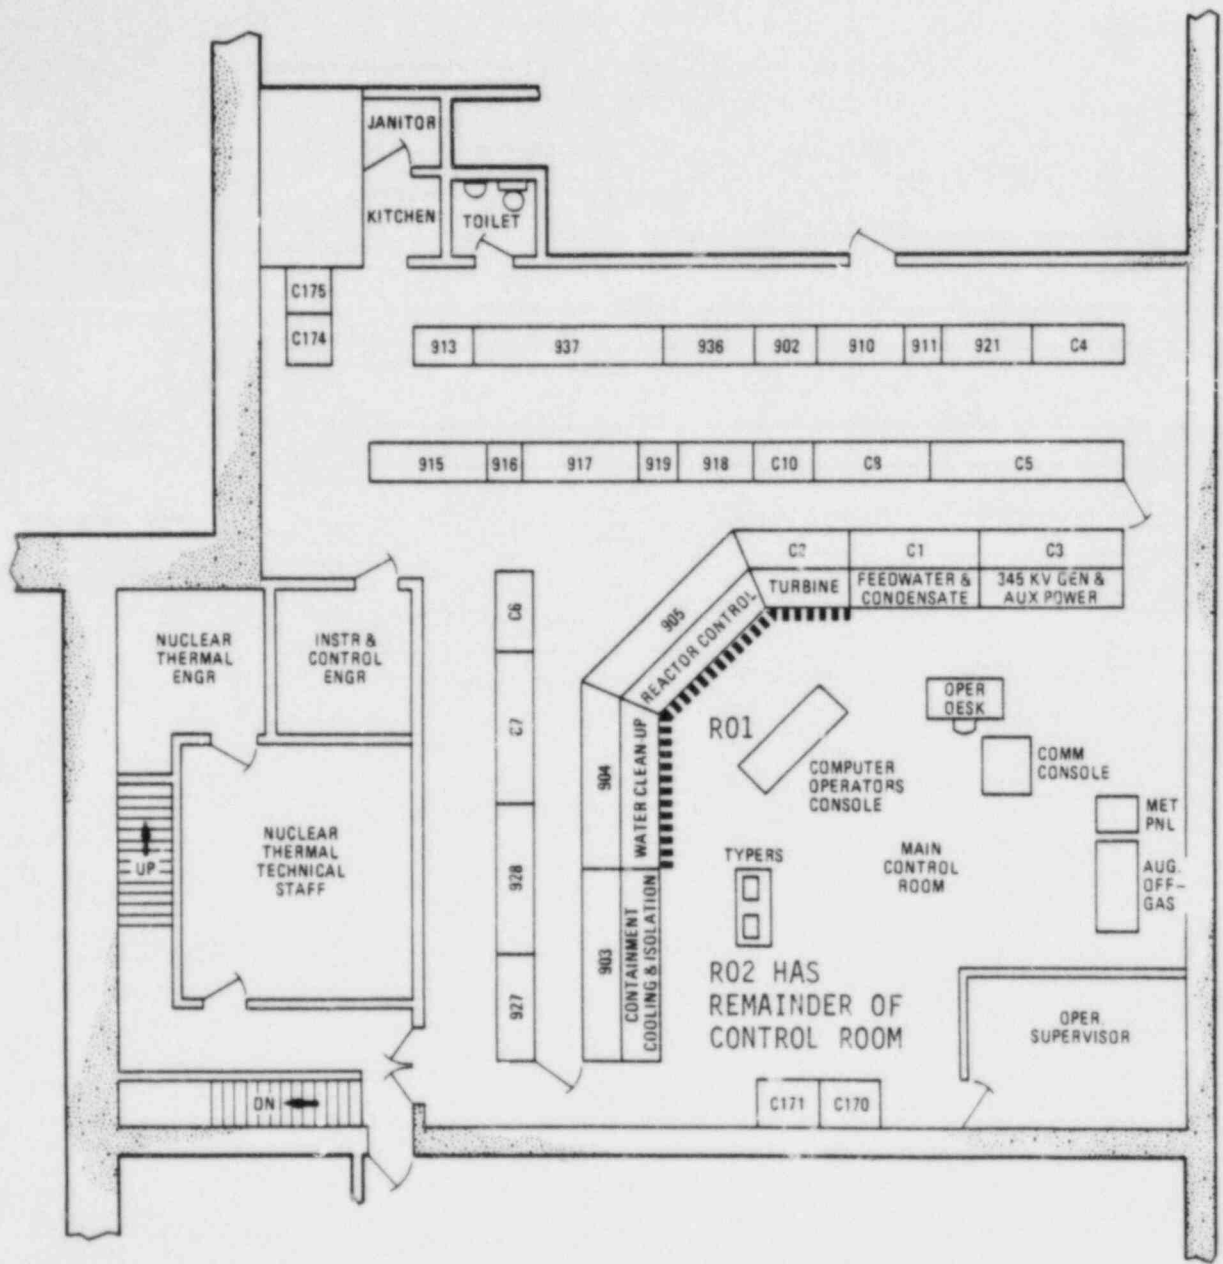 JANITOR
KITCHEN
TOILET
C175
C174
913
937
936
902
910
911
921
C4
915
916
917
919
918
C10
C8
C5
C2
C1
C3
TURBINE
FEEDWATER &
CONDENSATE
345 KV GEN &
AUX POWER
905
REACTOR CONTROL
C6
C7
928
927
904
WATER CLEAN-UP
903
CONTAINMENT
COOLING & ISOLATION
NUCLEAR
THERMAL
ENGR
INSTR &
CONTROL
ENGR
NUCLEAR
THERMAL
TECHNICAL
STAFF
UP
DN
RO1
COMPUTER
OPERATORS
CONSOLE
OPER
DESK
COMM
CONSOLE
MET
PNL
AUG.
OFF-
GAS
TYPERS
MAIN
CONTROL
ROOM
RO2 HAS
REMAINDER OF
CONTROL ROOM
OPER.
SUPERVISOR
C171
C170